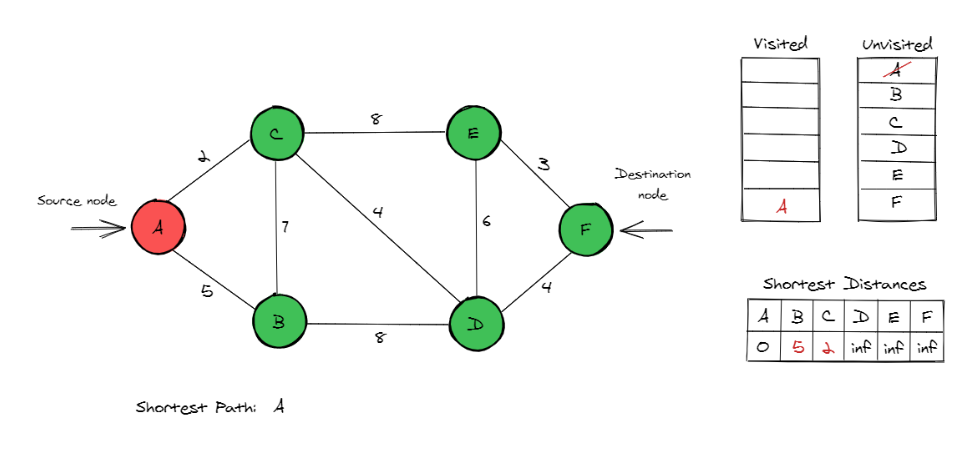 Visited
Unvisited
A
B
C
D
E
F
A
C
8
E
2
3
Source node
Destination
node
4
A
7
6
F
5
4
B
8
D
Shortest Distances
A B C D E F
0 5 2 inf inf inf
Shortest Path: A